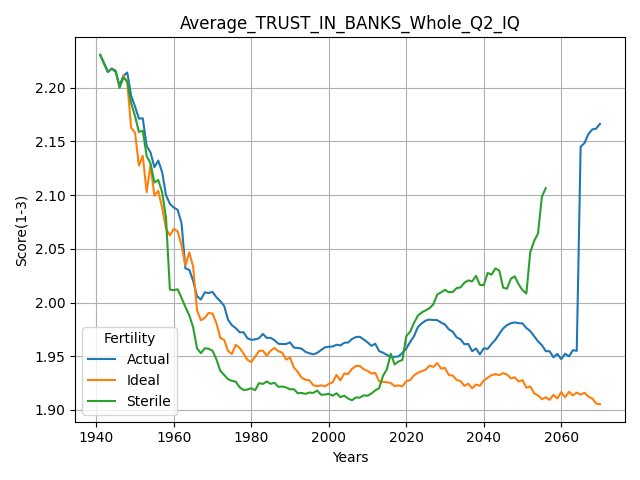 Average_TRUST_IN_BANKS_Whole_Q2_IQ
Score(1-3)
2.20
2.15
2.10
2.05
2.00
1.95
1.90
Fertility
Actual
Ideal
Sterile
1940 1960 1980 2000 2020 2040 2060
Years